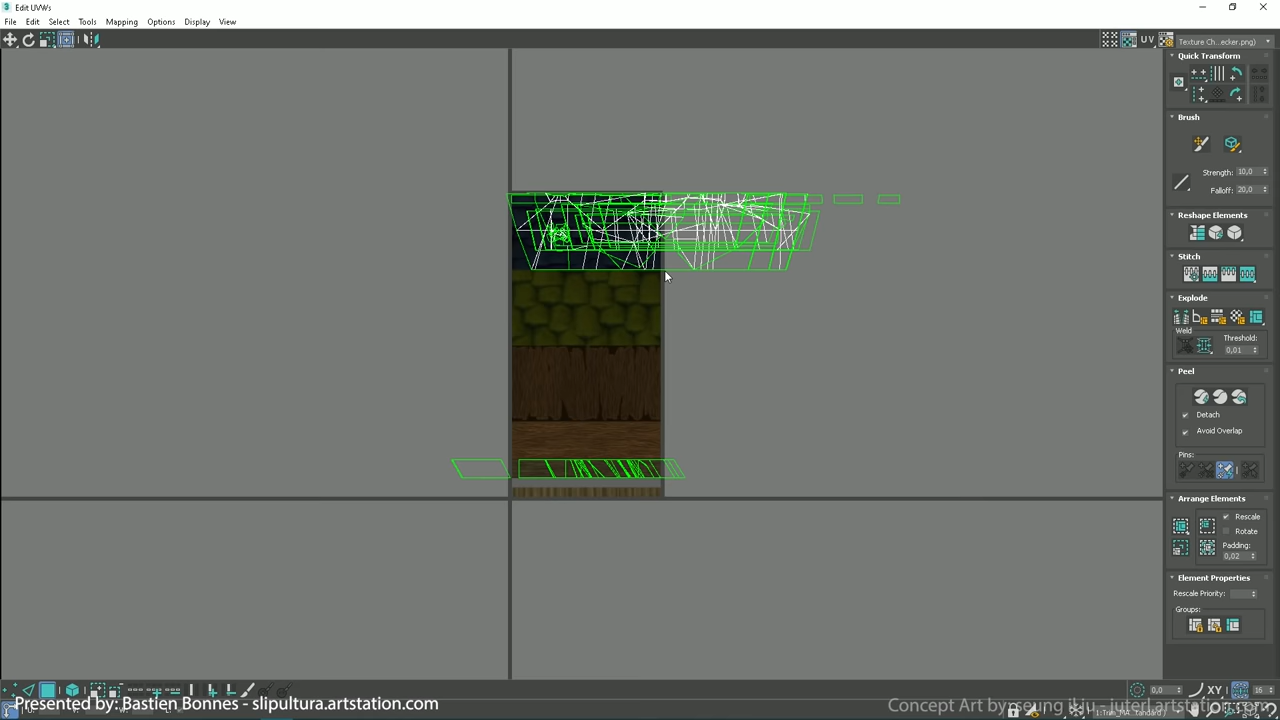 Edit UVWs
File Edit Select Tools Mapping Options Display View
UV
Texture Ch...ecker.png)
Quick Transform
Brush
Strength: 10,0
Falloff: 20,0
Reshape Elements
Stitch
Explode
Weld
Threshold:
0,01
Peel
Detach
Avoid Overlap
Pins:
Arrange Elements
Rescale
Rotate
Padding:
0,02
Element Properties
Rescale Priority:
Groups:
0,0
XY
16
Presented by: Bastien Bonnes - slipultura.artstation.com